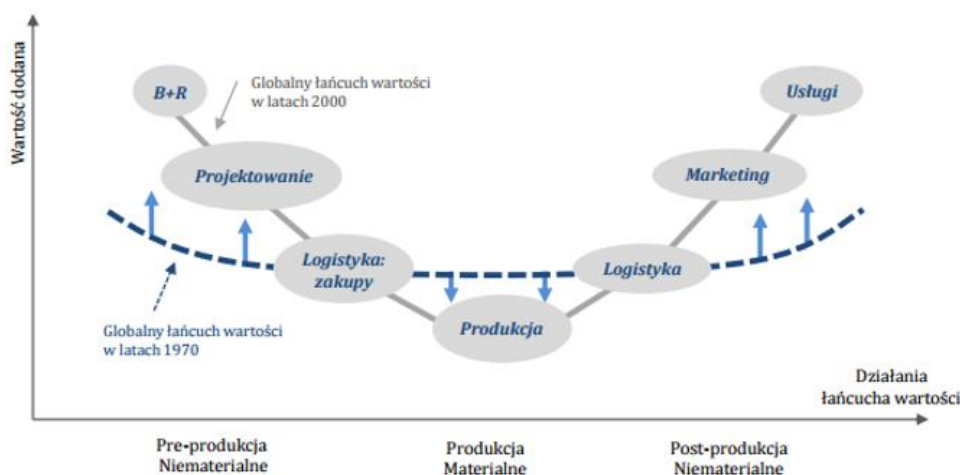 Wartość dodana
B+R
Globalny łańcuch wartości
w latach 2000
Usługi
Projektowanie
Marketing
Logistyka:
zakupy
Logistyka
Produkcja
Globalny łańcuch wartości
w latach 1970
Działania
łańcucha wartości
Pre-produkcja
Niematerialne
Produkcja
Materialne
Post-produkcja
Niematerialne